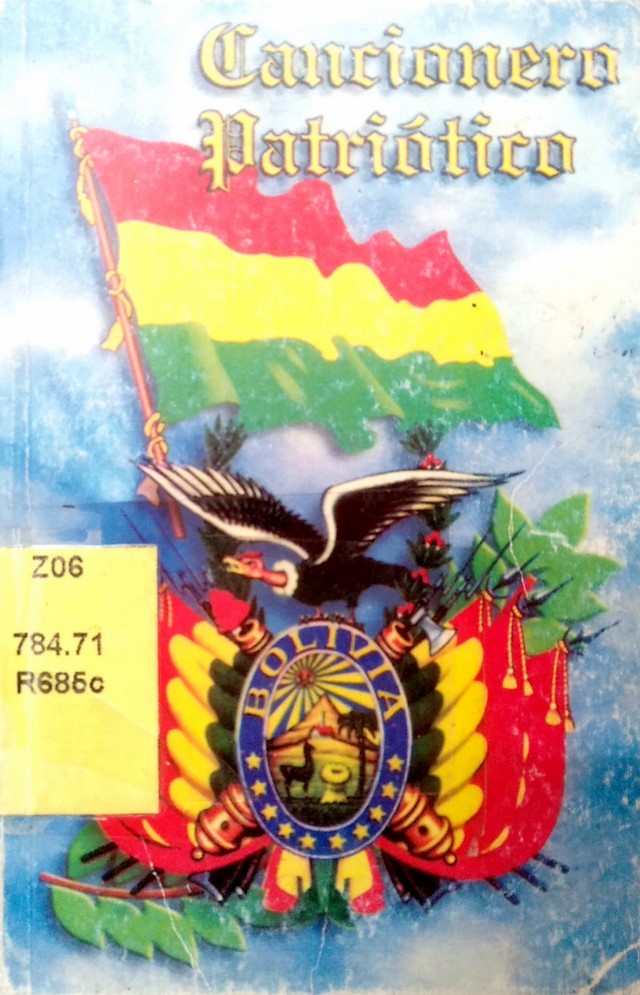 Cancionero
Patriótico
Z06
784.71
R685c
BOLIVIA